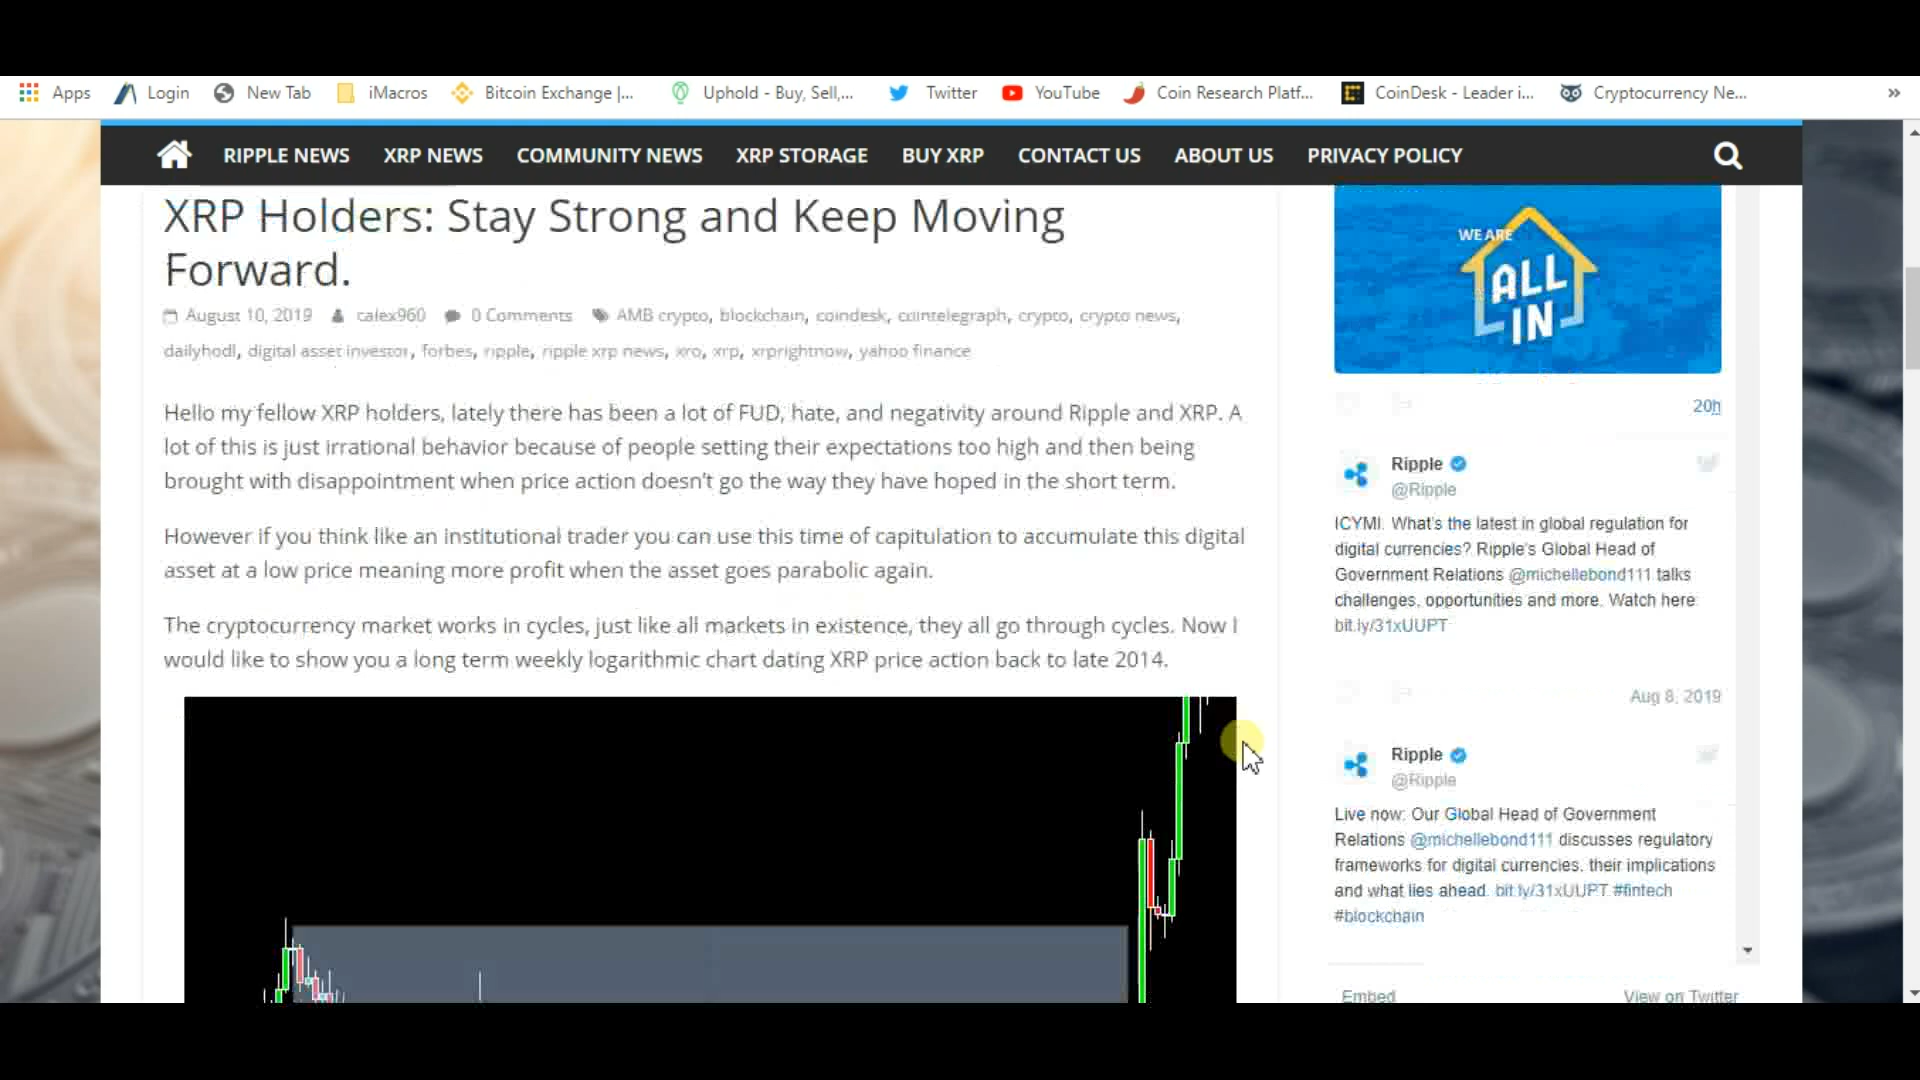 Apps Login New Tab iMacros Bitcoin Exchange |... Uphold - Buy, Sell,... Twitter YouTube Coin Research Platf... CoinDesk - Leader i... Cryptocurrency Ne... »
RIPPLE NEWS XRP NEWS COMMUNITY NEWS XRP STORAGE BUY XRP CONTACT US ABOUT US PRIVACY POLICY
XRP Holders: Stay Strong and Keep Moving
Forward.
August 10, 2019 calex960 0 Comments AMB crypto, blockchain, coindesk, cointelegraph, crypto, crypto news,
dailyhodl, digital asset investor, forbes, ripple, ripple xrp news, xro, xrp, xrprightnow, yahoo finance
Hello my fellow XRP holders, lately there has been a lot of FUD, hate, and negativity around Ripple and XRP. A
lot of this is just irrational behavior because of people setting their expectations too high and then being
brought with disappointment when price action doesn't go the way they have hoped in the short term.
However if you think like an institutional trader you can use this time of capitulation to accumulate this digital
asset at a low price meaning more profit when the asset goes parabolic again.
The cryptocurrency market works in cycles, just like all markets in existence, they all go through cycles. Now I
would like to show you a long term weekly logarithmic chart dating XRP price action back to late 2014.
WE ARE
ALL
IN
20h
Ripple
@Ripple
ICYMI. What's the latest in global regulation for
digital currencies? Ripple's Global Head of
Government Relations @michellebond111 talks
challenges, opportunities and more. Watch here
bit.ly/31xUUPT
Aug 8, 2019
Ripple
@Ripple
Live now: Our Global Head of Government
Relations @michellebond111 discusses regulatory
frameworks for digital currencies, their implications
and what lies ahead. bit.ly/31xUUPT #fintech
#blockchain
Embed View on Twitter